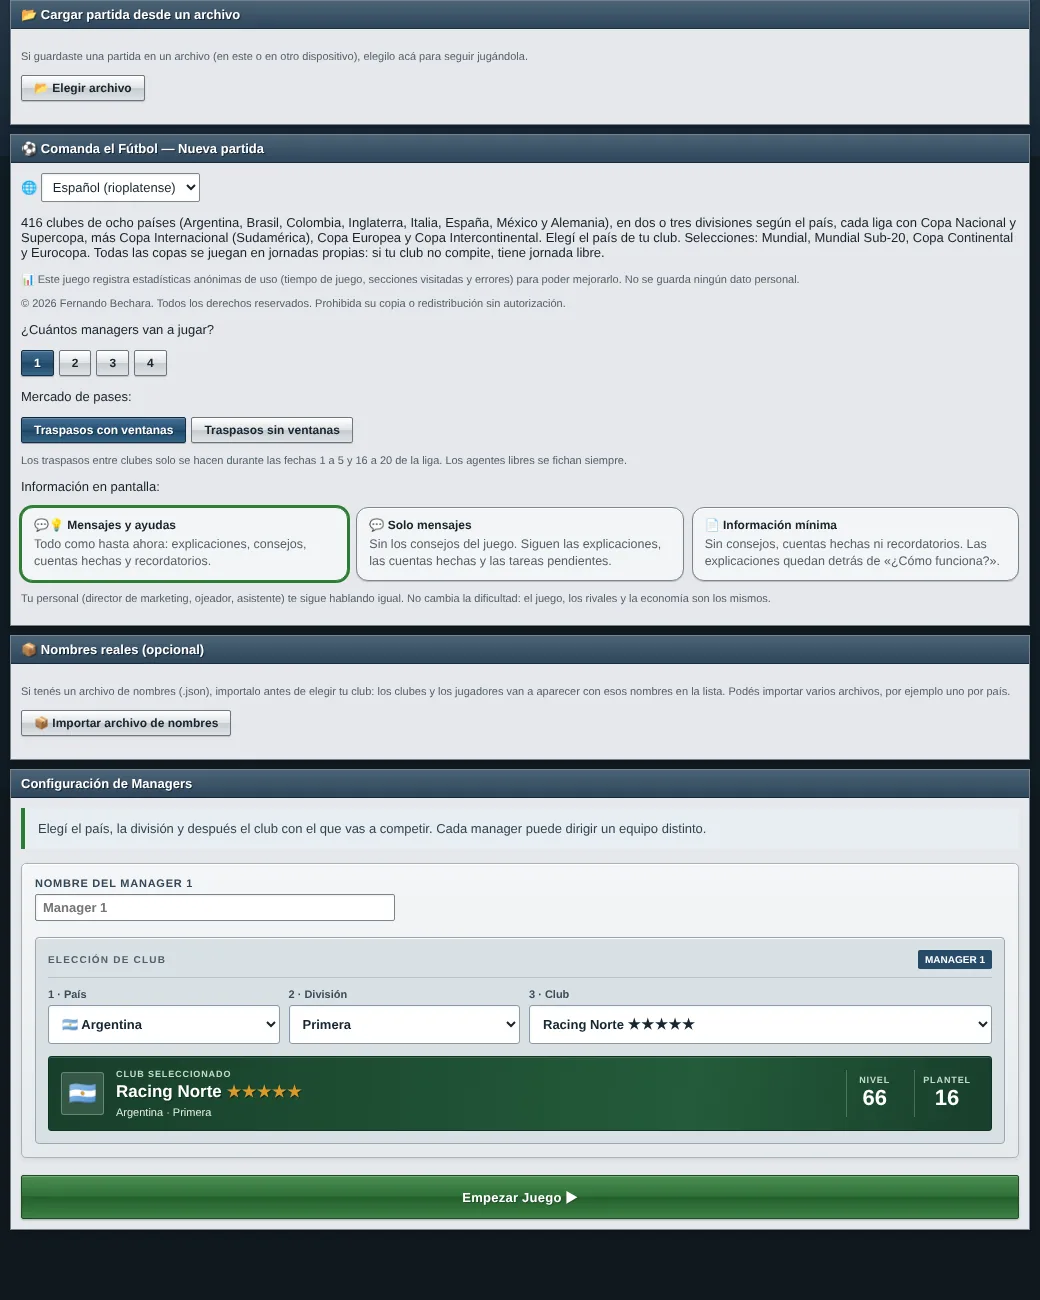 📂 Cargar partida desde un archivo
Si guardaste una partida en un archivo (en este o en otro dispositivo), elegilo acá para seguir jugándola.
📂 Elegir archivo
⚽ Comanda el Fútbol — Nueva partida
🌐 Español (rioplatense)
416 clubes de ocho países (Argentina, Brasil, Colombia, Inglaterra, Italia, España, México y Alemania), en dos o tres divisiones según el país, cada liga con Copa Nacional y
Supercopa, más Copa Internacional (Sudamérica), Copa Europea y Copa Intercontinental. Elegí el país de tu club. Selecciones: Mundial, Mundial Sub-20, Copa Continental
y Eurocopa. Todas las copas se juegan en jornadas propias: si tu club no compite, tiene jornada libre.
📊 Este juego registra estadísticas anónimas de uso (tiempo de juego, secciones visitadas y errores) para poder mejorarlo. No se guarda ningún dato personal.
© 2026 Fernando Bechara. Todos los derechos reservados. Prohibida su copia o redistribución sin autorización.
¿Cuántos managers van a jugar?
1 2 3 4
Mercado de pases:
Traspasos con ventanas Traspasos sin ventanas
Los traspasos entre clubes solo se hacen durante las fechas 1 a 5 y 16 a 20 de la liga. Los agentes libres se fichan siempre.
Información en pantalla:
💬💡 Mensajes y ayudas
Todo como hasta ahora: explicaciones, consejos,
cuentas hechas y recordatorios.
💬 Solo mensajes
Sin los consejos del juego. Siguen las explicaciones,
las cuentas hechas y las tareas pendientes.
📄 Información mínima
Sin consejos, cuentas hechas ni recordatorios. Las
explicaciones quedan detrás de «¿Cómo funciona?».
Tu personal (director de marketing, ojeador, asistente) te sigue hablando igual. No cambia la dificultad: el juego, los rivales y la economía son los mismos.
📦 Nombres reales (opcional)
Si tenés un archivo de nombres (.json), importalo antes de elegir tu club: los clubes y los jugadores van a aparecer con esos nombres en la lista. Podés importar varios archivos, por ejemplo uno por país.
📦 Importar archivo de nombres
Configuración de Managers
Elegí el país, la división y después el club con el que vas a competir. Cada manager puede dirigir un equipo distinto.
NOMBRE DEL MANAGER 1
Manager 1
ELECCIÓN DE CLUB
MANAGER 1
1 · País
🇦🇷 Argentina
2 · División
Primera
3 · Club
Racing Norte ★★★★★
CLUB SELECCIONADO
Racing Norte ★★★★★
Argentina · Primera
NIVEL
66
PLANTEL
16
Empezar Juego ▶